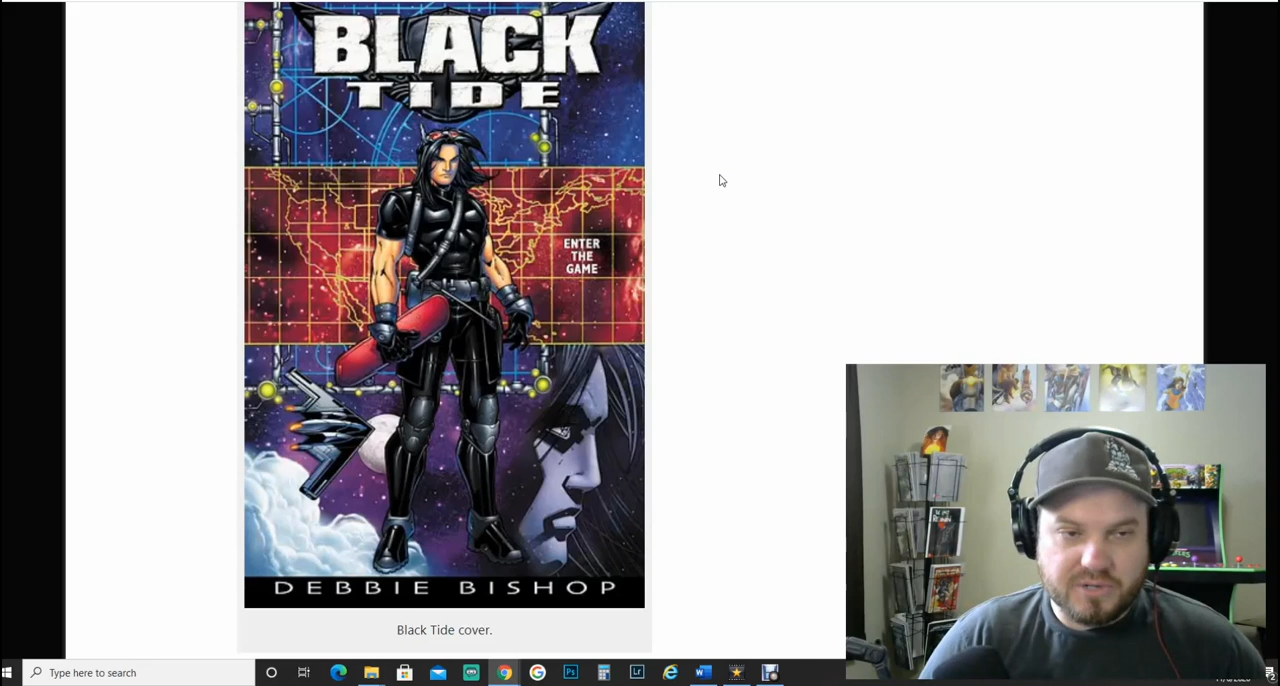 BLACK
TIDE
ENTER
THE
GAME
DEBBIE BISHOP
Black Tide cover.
Type here to search